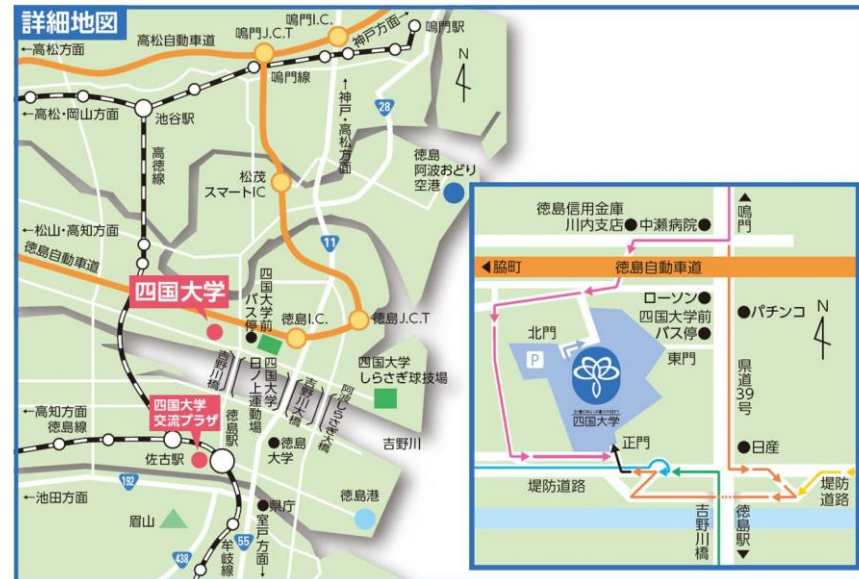 詳細地図
←高松方面
高松自動車道
鳴門J.C.T
鳴門I.C.
神戸方面→
鳴門駅
鳴門線
←高松・岡山方面
池谷駅
高徳線
↑神戸・高松方面
28
N
徳島
阿波おどり
空港
松茂
スマートIC
←松山・高知方面
徳島自動車道
11
四国大学
四国大学前
バス停
徳島I.C.
徳島J.C.T
吉野川橋
四国大学
日ノ上運動場
吉野川大橋
阿波しらさぎ大橋
四国大学
しらさぎ球技場
←高知方面
徳島線
四国大学
交流プラザ
徳島駅
佐古駅
徳島
大学
吉野川
192
←池田方面
県庁
徳島港
眉山
438
牟岐線
55
室戸方面→
徳島信用金庫
川内支店
中瀬病院
▲鳴門
◀脇町
徳島自動車道
ローソン
四国大学前
バス停
パチンコ
N
北門
P
東門
県道39号
四国大学
正門
日産
堤防道路
堤防
道路
吉野川橋
徳島駅▼